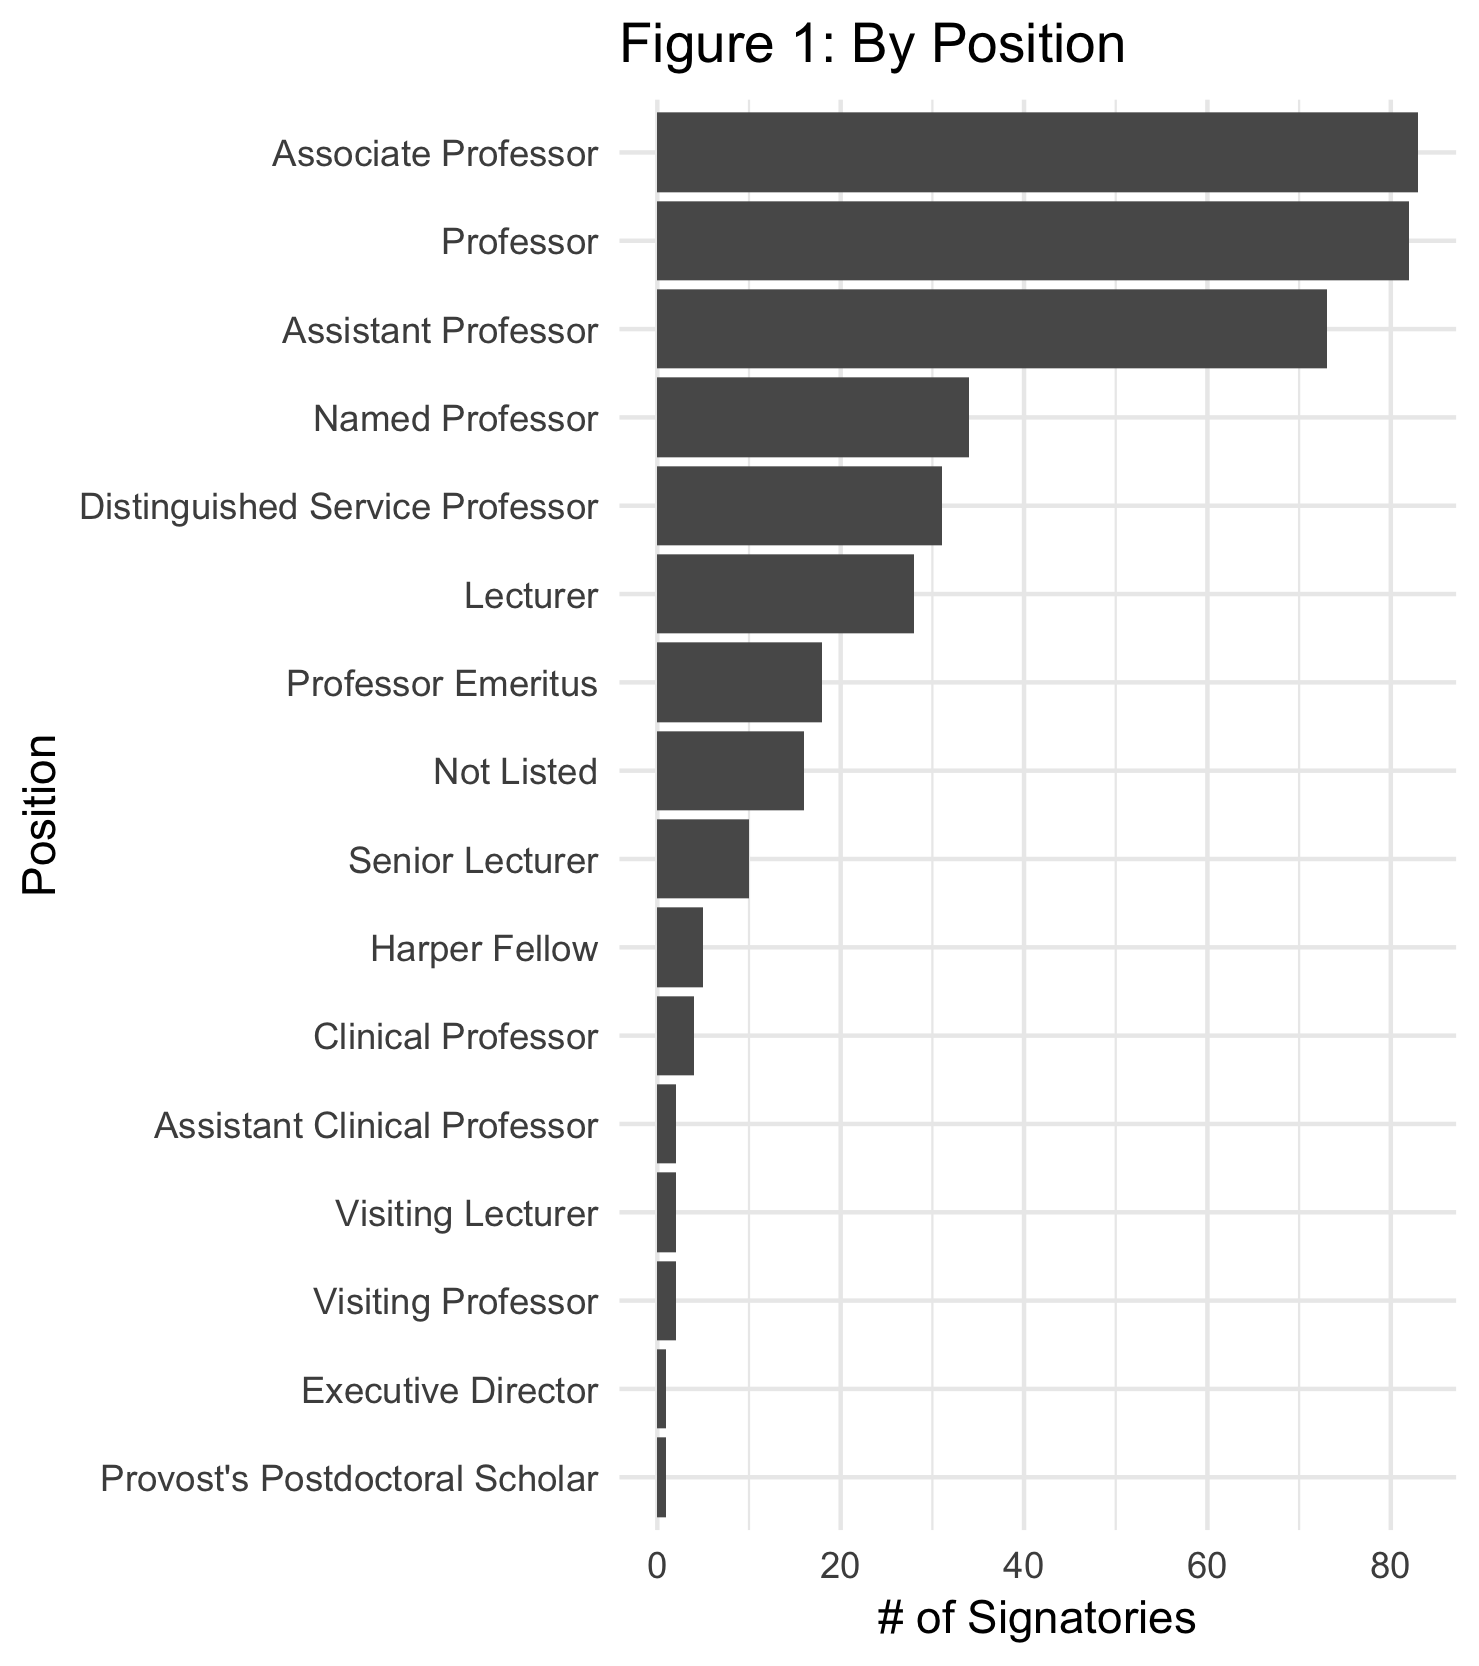 Figure 1: By Position
Associate Professor
Professor
Assistant Professor
Named Professor
Distinguished Service Professor
Lecturer
Professor Emeritus
Not Listed
Senior Lecturer
Harper Fellow
Clinical Professor
Assistant Clinical Professor
Visiting Lecturer
Visiting Professor
Executive Director
Provost's Postdoctoral Scholar
Position
0 20 40 60 80
# of Signatories